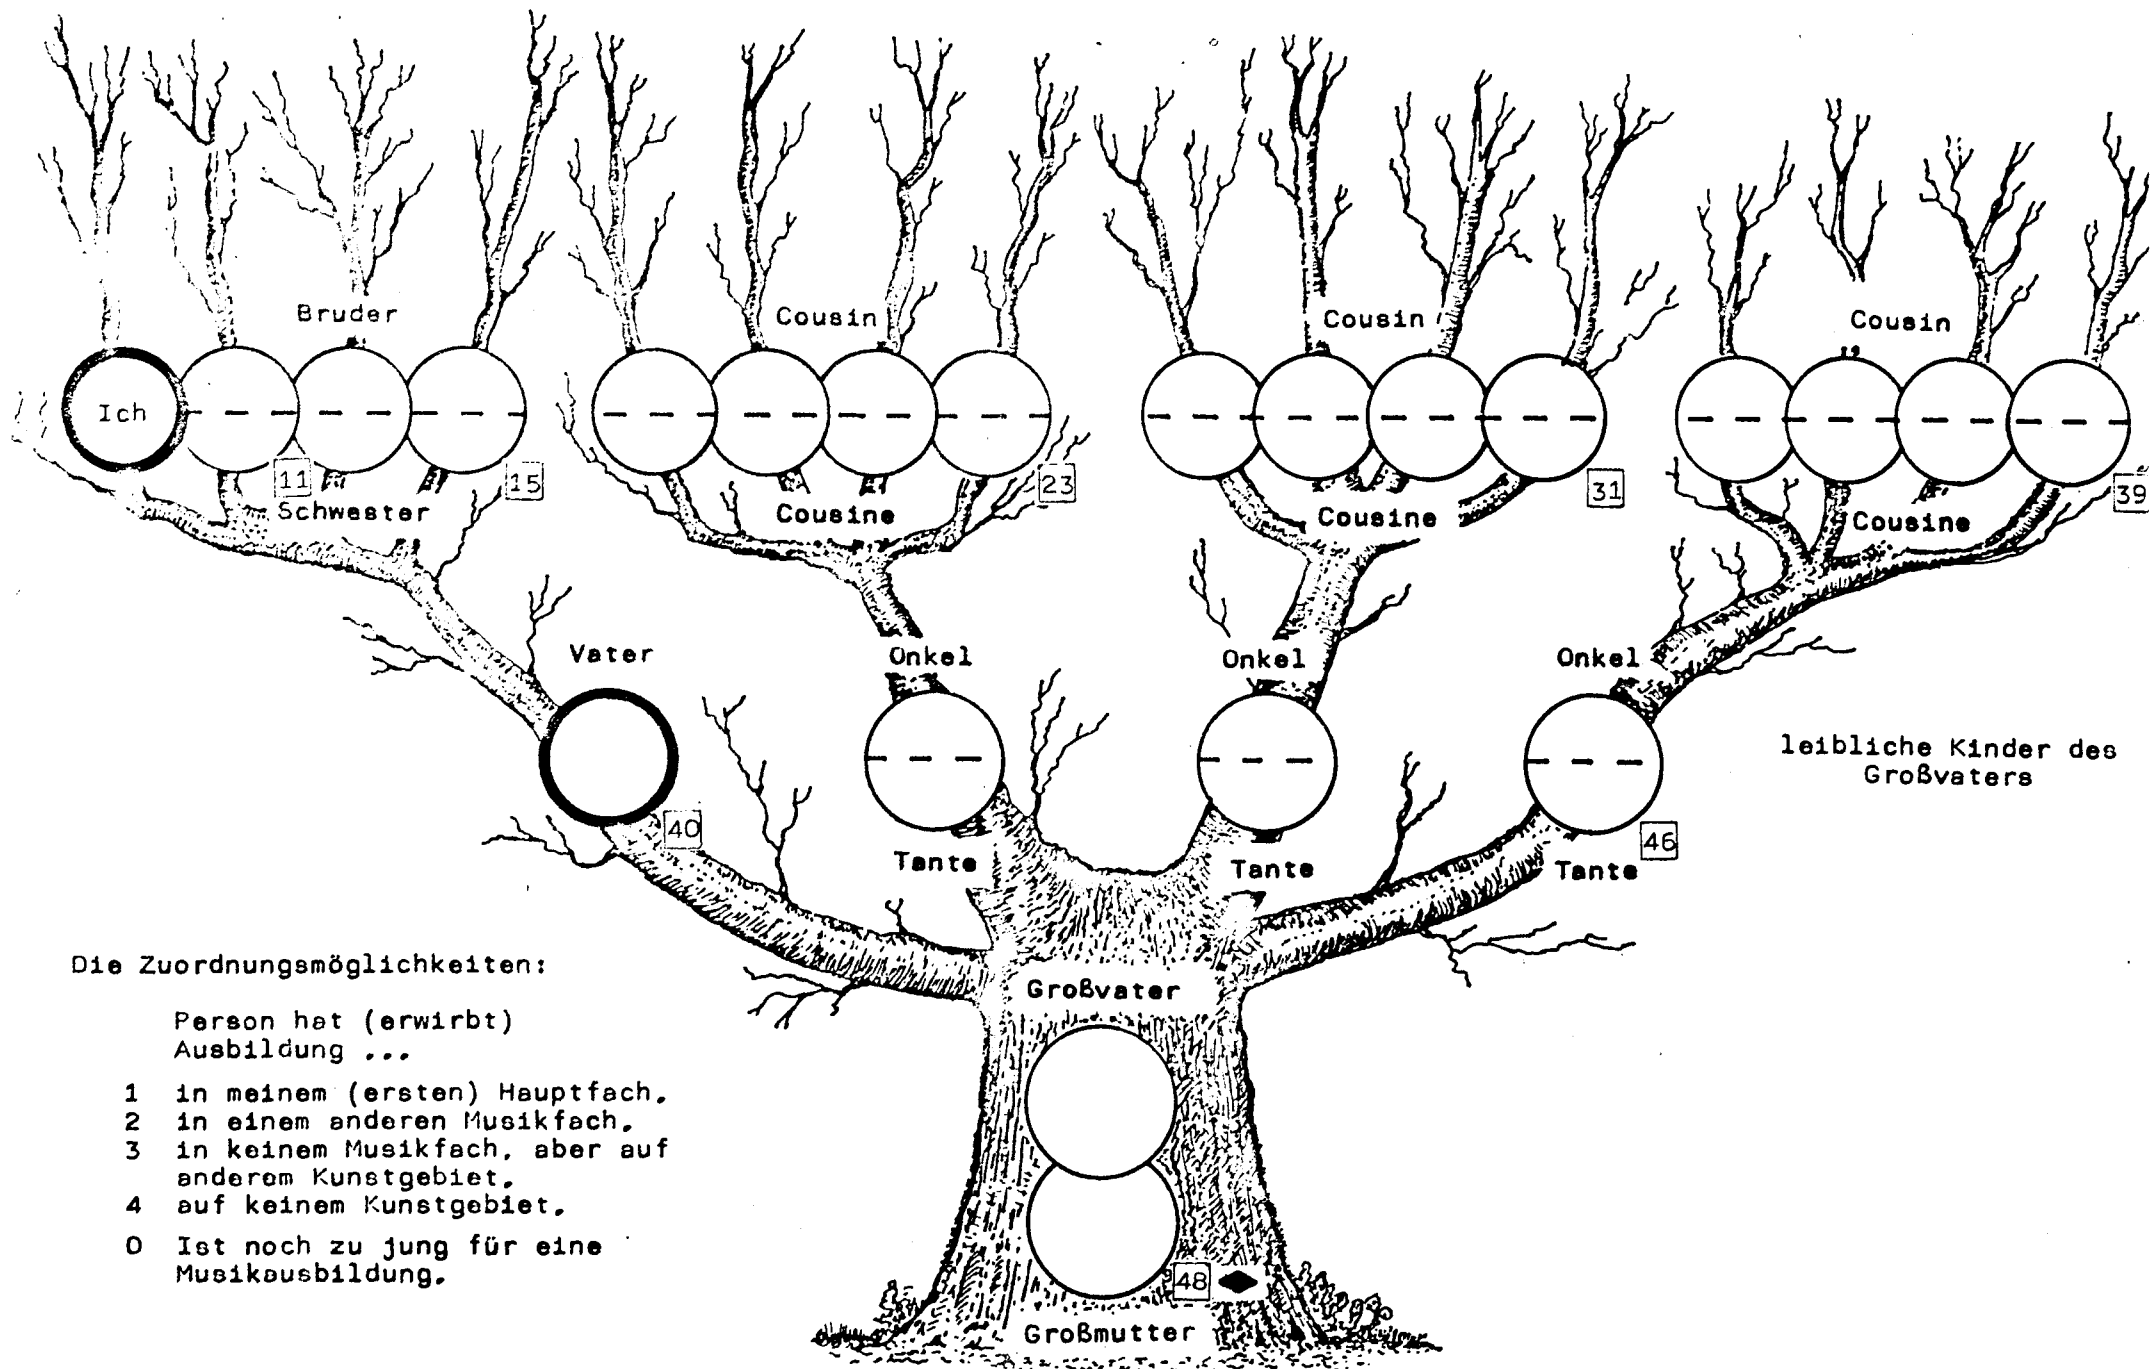 Bruder
Cousin
Cousin
Cousin
Ich
11
15
23
31
39
Schwester
Cousine
Cousine
Cousine
Vater
Onkel
Onkel
Onkel
leibliche Kinder des
Großvaters
40
46
Tante
Tante
Tante
Die Zuordnungsmöglichkeiten:
Person hat (erwirbt)
Ausbildung ...
1 in meinem (ersten) Hauptfach.
2 in einem anderen Musikfach.
3 in keinem Musikfach, aber auf
anderem Kunstgebiet.
4 auf keinem Kunstgebiet.
0 Ist noch zu jung für eine
Musikausbildung.
Großvater
48
Großmutter